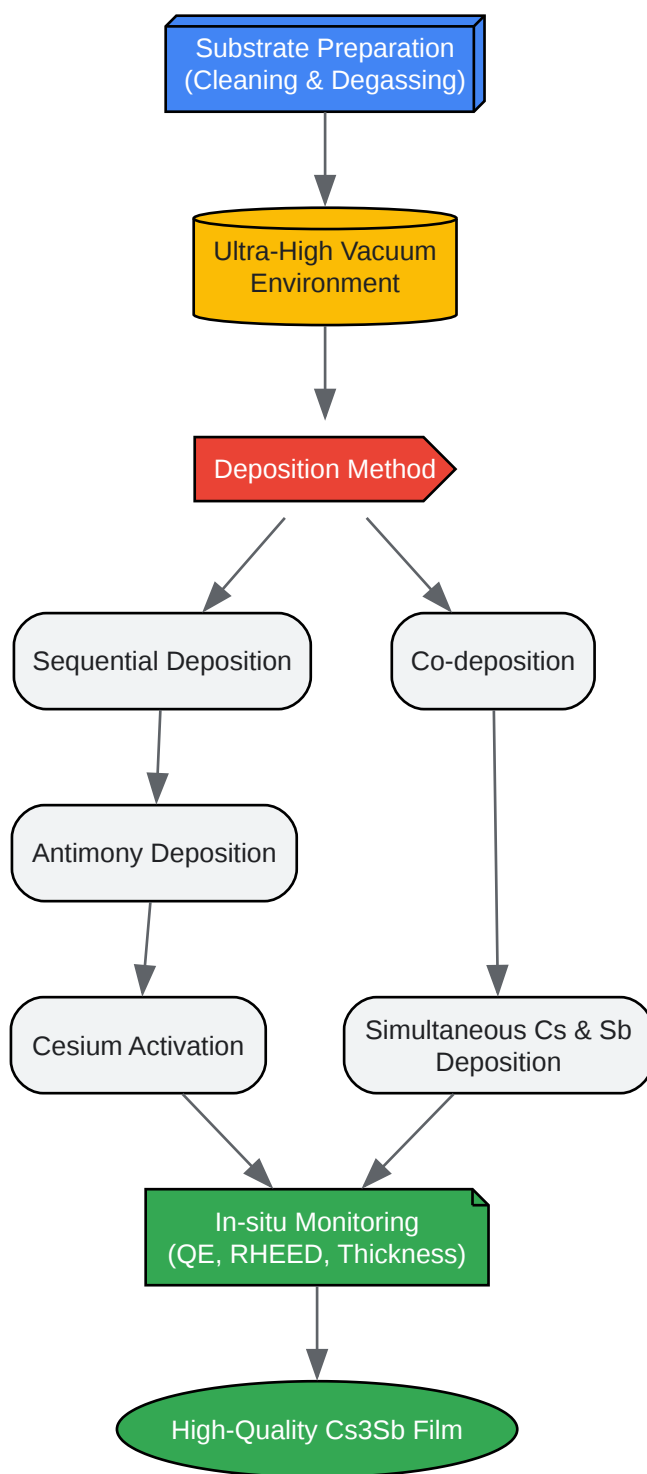 Substrate Preparation
(Cleaning & Degassing)
Ultra-High Vacuum
Environment
Deposition Method
Sequential Deposition
Co-deposition
Antimony Deposition
Cesium Activation
Simultaneous Cs & Sb
Deposition
In-situ Monitoring
(QE, RHEED, Thickness)
High-Quality Cs3Sb Film